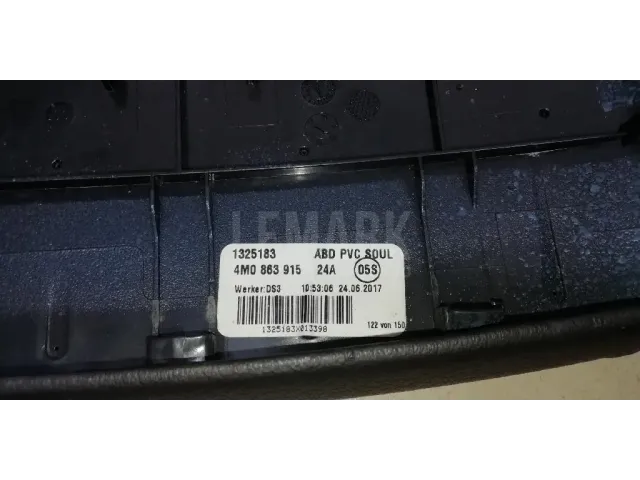 LEMARK
1325183 ABD PVC SOUL
4M0 863 915 24A 05S
Werker:DS3 10:53:06 24.06.2017
1325183X013398
122 von 150